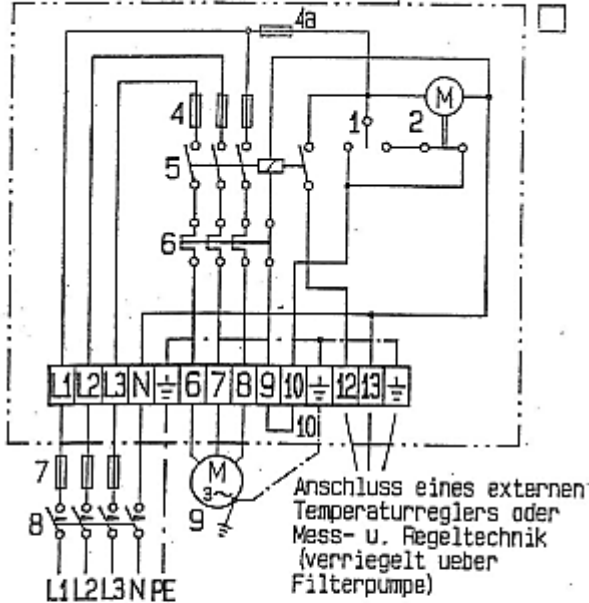 4a
M
1
2
4
5
6
L1 L2 L3 N 6 7 8 9 10 12 13
10
7
M
3~
9
8
L1 L2 L3 N PE
Anschluss eines externen
Temperaturreglers oder
Mess- u. Regeltechnik
(verriegelt ueber
Filterpumpe)